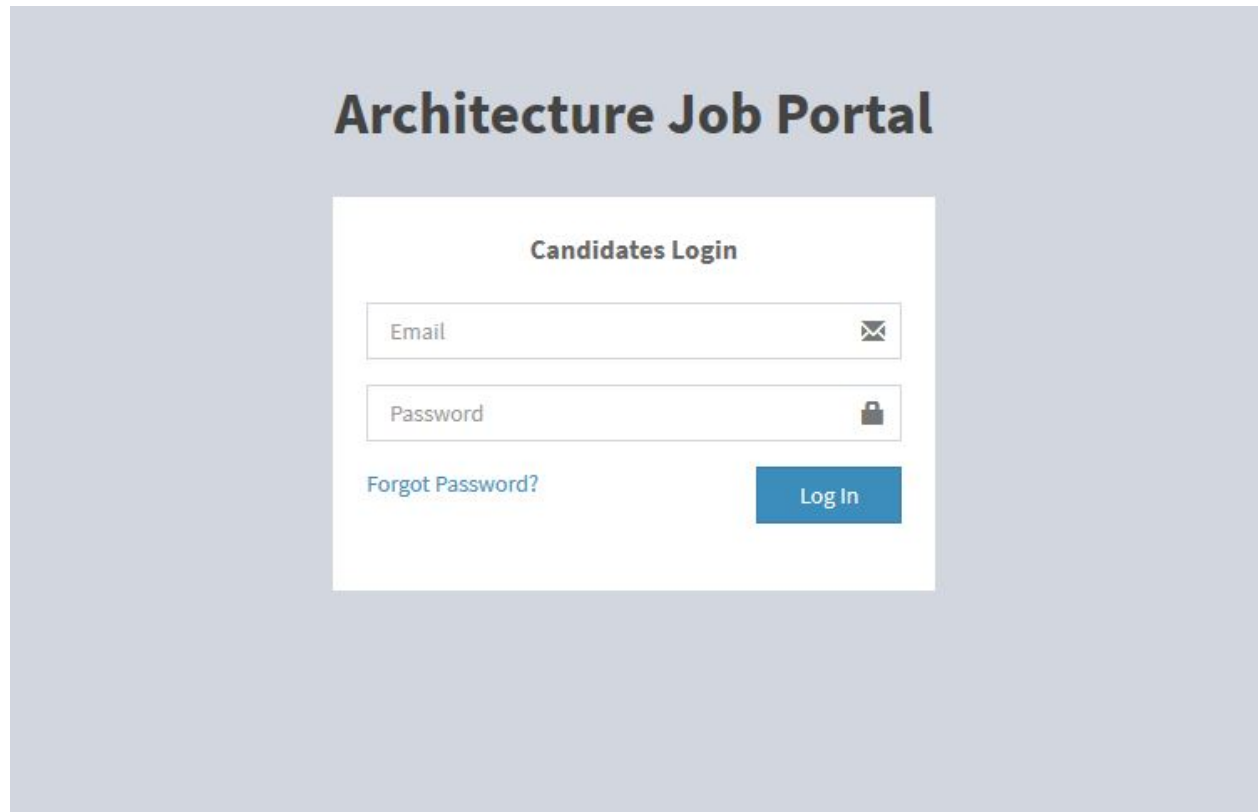 Architecture Job Portal
Candidates Login
Email
Password
Forgot Password?
Log In